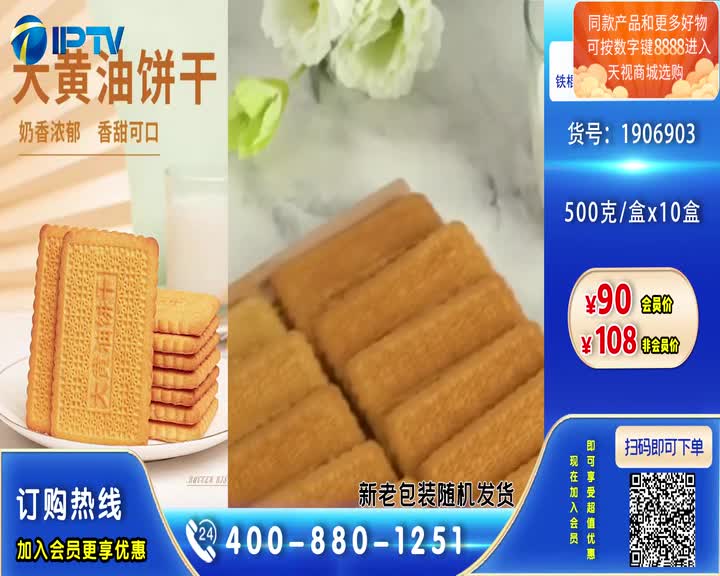 IPTV
大黄油饼干
奶香浓郁 香甜可口
大黄油饼干
同款产品和更多好物
可按数字键8888进入
天视商城选购
货号：1906903
500克/盒x10盒
¥90 会员价
¥108 非会员价
新老包装随机发货
订购热线
加入会员更享优惠
400-880-1251
扫码即可下单
现在加入会员
即可享受超值优惠